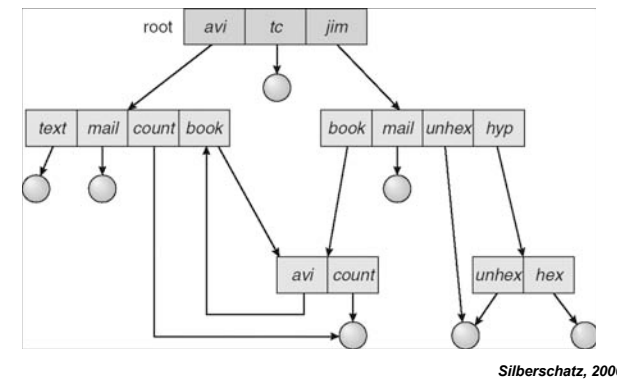 root avi tc jim
text mail count book book mail unhex hyp
avi count unhex hex
Silberschatz, 200